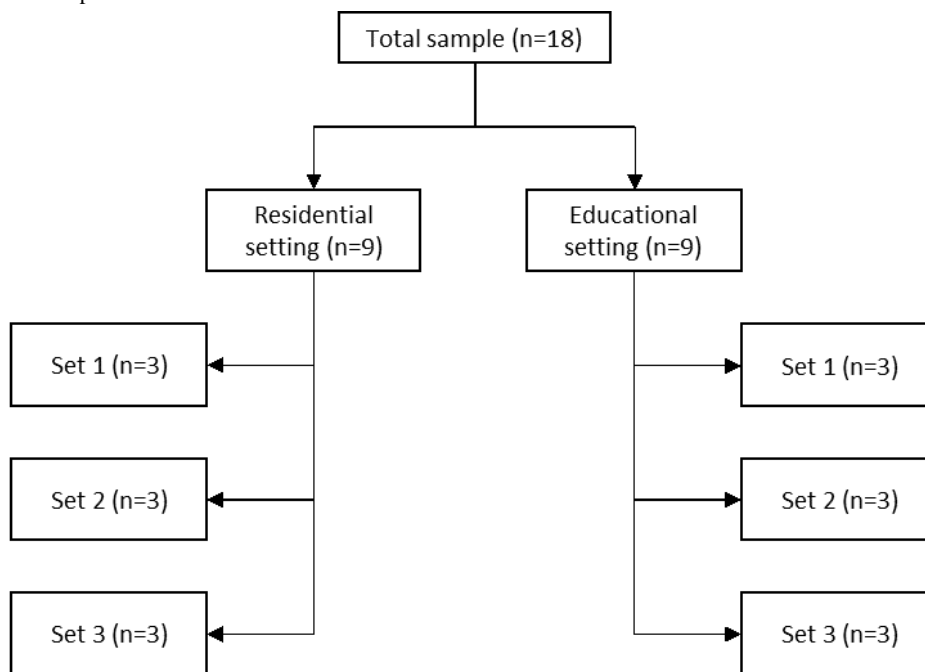 Total sample (n=18)
Residential
setting (n=9)
Educational
setting (n=9)
Set 1 (n=3)
Set 1 (n=3)
Set 2 (n=3)
Set 2 (n=3)
Set 3 (n=3)
Set 3 (n=3)